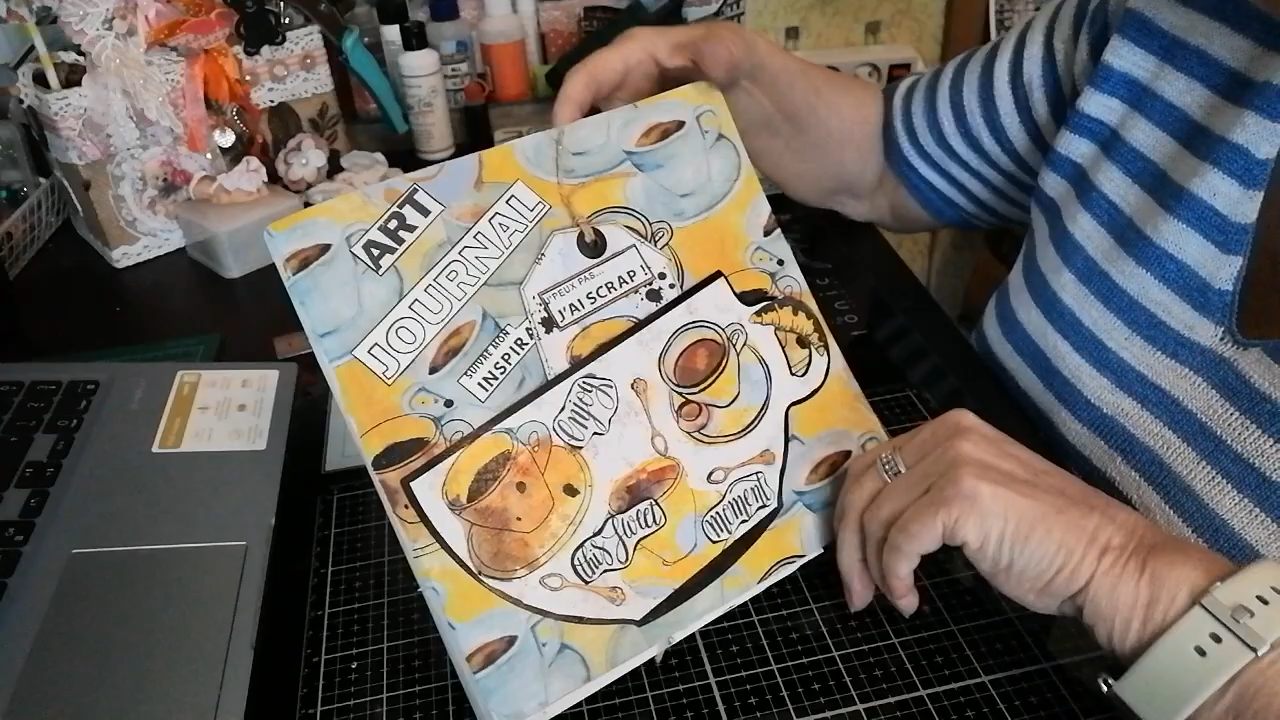 ART
JOURNAL
J'PEUX PAS...
J'AI SCRAP !
SUIVRE MON
INSPIRA
enjoy
this sweet
moment